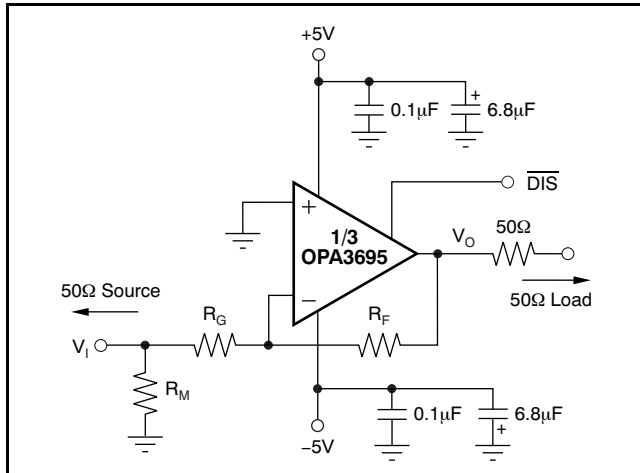 +5V
+
0.1μF
6.8μF
DIS
+
1/3
OPA3695
−
V_O
50Ω
50Ω Load
50Ω Source
R_G
R_F
V_I
R_M
0.1μF
6.8μF
+
−5V